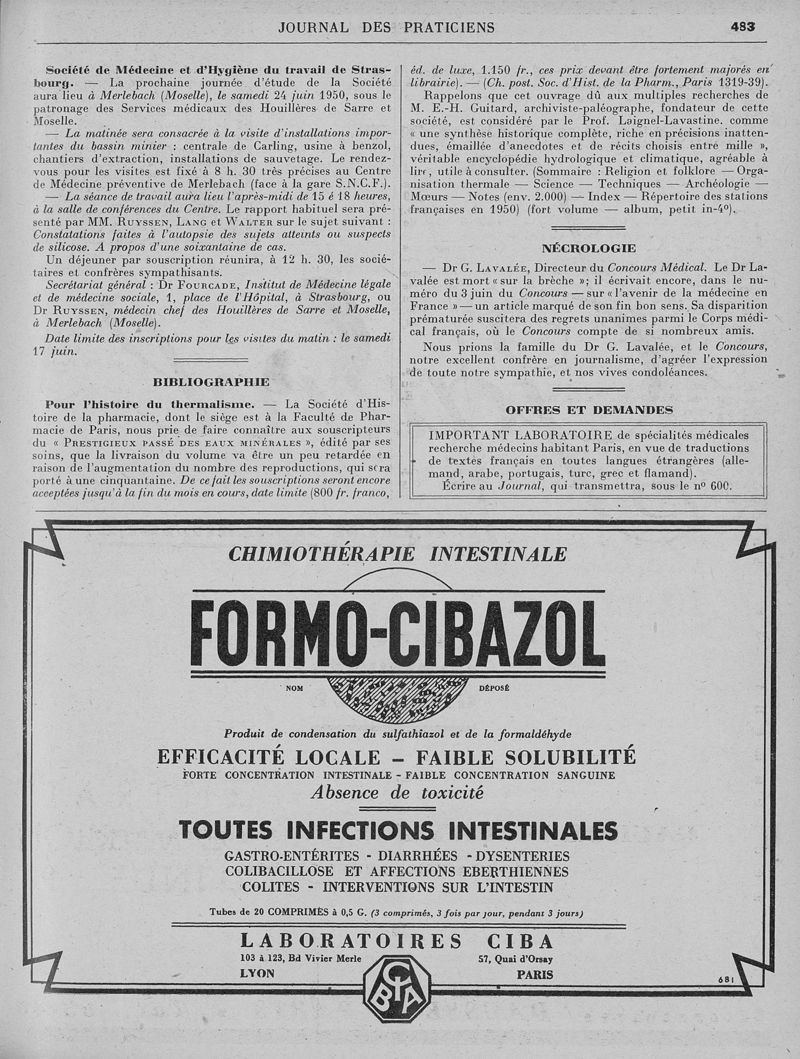 JOURNAL DES PRATICIENS 483
Société de Médecine et d'Hygiène du travail de Stras-
bourg. — La prochaine journée d'étude de la Société
aura lieu à Merlebach (Moselle), le samedi 24 juin 1950, sous le
patronage des Services médicaux des Houillères de Sarre et
Moselle.
— La matinée sera consacrée à la visite d'installations impor-
tantes du bassin minier : centrale de Carling, usine à benzol,
chantiers d'extraction, installations de sauvetage. Le rendez-
vous pour les visites est fixé à 8 h. 30 très précises au Centre
de Médecine préventive de Merlebach (face à la gare S.N.C.F.).
— La séance de travail aura lieu l'après-midi de 15 à 18 heures,
à la salle de conférences du Centre. Le rapport habituel sera pré-
senté par MM. RUYSSEN, LANG et WALTER sur le sujet suivant :
Constatations faites à l'autopsie des sujets atteints ou suspects
de silicose. A propos d'une soixantaine de cas.
Un déjeuner par souscription réunira, à 12 h. 30, les socié-
taires et confrères sympathisants.
Secrétariat général : Dr FOURCADE, Institut de Médecine légale
et de médecine sociale, 1, place de l'Hôpital, à Strasbourg, ou
Dr RUYSSEN, médecin chef des Houillères de Sarre et Moselle,
à Merlebach (Moselle).
Date limite des inscriptions pour les visites du matin : le samedi
17 juin.
BIBLIOGRAPHIE
Pour l'histoire du thermalisme. — La Société d'His-
toire de la pharmacie, dont le siège est à la Faculté de Phar-
macie de Paris, nous prie de faire connaître aux souscripteurs
du « PRESTIGIEUX PASSÉ DES EAUX MINÉRALES », édité par ses
soins, que la livraison du volume va être un peu retardée en
raison de l'augmentation du nombre des reproductions, qui sera
porté à une cinquantaine. De ce fait les souscriptions seront encore
acceptées jusqu'à la fin du mois en cours, date limite (800 fr. franco,
éd. de luxe, 1.150 fr., ces prix devant être fortement majorés en
librairie). — (Ch. post. Soc. d'Hist. de la Pharm., Paris 1319-39).
Rappelons que cet ouvrage dû aux multiples recherches de
M. E.-H. Guitard, archiviste-paléographe, fondateur de cette
société, est considéré par le Prof. Laignel-Lavastine. comme
« une synthèse historique complète, riche en précisions inatten-
dues, émaillée d'anecdotes et de récits choisis entre mille »,
véritable encyclopédie hydrologique et climatique, agréable à
lire, utile à consulter. (Sommaire : Religion et folklore — Orga-
nisation thermale — Science — Techniques — Archéologie —
Mœurs — Notes (env. 2.000) — Index — Répertoire des stations
françaises en 1950) (fort volume — album, petit in-4°).
NÉCROLOGIE
— Dr G. LAVALÉE, Directeur du Concours Médical. Le Dr La-
valée est mort « sur la brèche »; il écrivait encore, dans le nu-
méro du 3 juin du Concours — sur « l'avenir de la médecine en
France » — un article marqué de son fin bon sens. Sa disparition
prématurée suscitera des regrets unanimes parmi le Corps médi-
cal français, où le Concours compte de si nombreux amis.
Nous prions la famille du Dr G. Lavalée, et le Concours,
notre excellent confrère en journalisme, d'agréer l'expression
de toute notre sympathie, et nos vives condoléances.
OFFRES ET DEMANDES
IMPORTANT LABORATOIRE de spécialités médicales
recherche médecins habitant Paris, en vue de traductions
de textes français en toutes langues étrangères (alle-
mand, arabe, portugais, turc, grec et flamand).
Écrire au Journal, qui transmettra, sous le n° 600.
CHIMIOTHÉRAPIE INTESTINALE
FORMO-CIBAZOL
NOM DÉPOSÉ
Produit de condensation du sulfathiazol et de la formaldéhyde
EFFICACITÉ LOCALE – FAIBLE SOLUBILITÉ
FORTE CONCENTRATION INTESTINALE – FAIBLE CONCENTRATION SANGUINE
Absence de toxicité
TOUTES INFECTIONS INTESTINALES
GASTRO-ENTÉRITES - DIARRHÉES - DYSENTERIES
COLIBACILLOSE ET AFFECTIONS EBERTHIENNES
COLITES - INTERVENTIONS SUR L'INTESTIN
Tubes de 20 COMPRIMÉS à 0,5 G. (3 comprimés, 3 fois par jour, pendant 3 jours)
LABORATOIRES CIBA
103 à 123, Bd Vivier Merle 57, Quai d'Orsay
LYON PARIS
681
CIBA